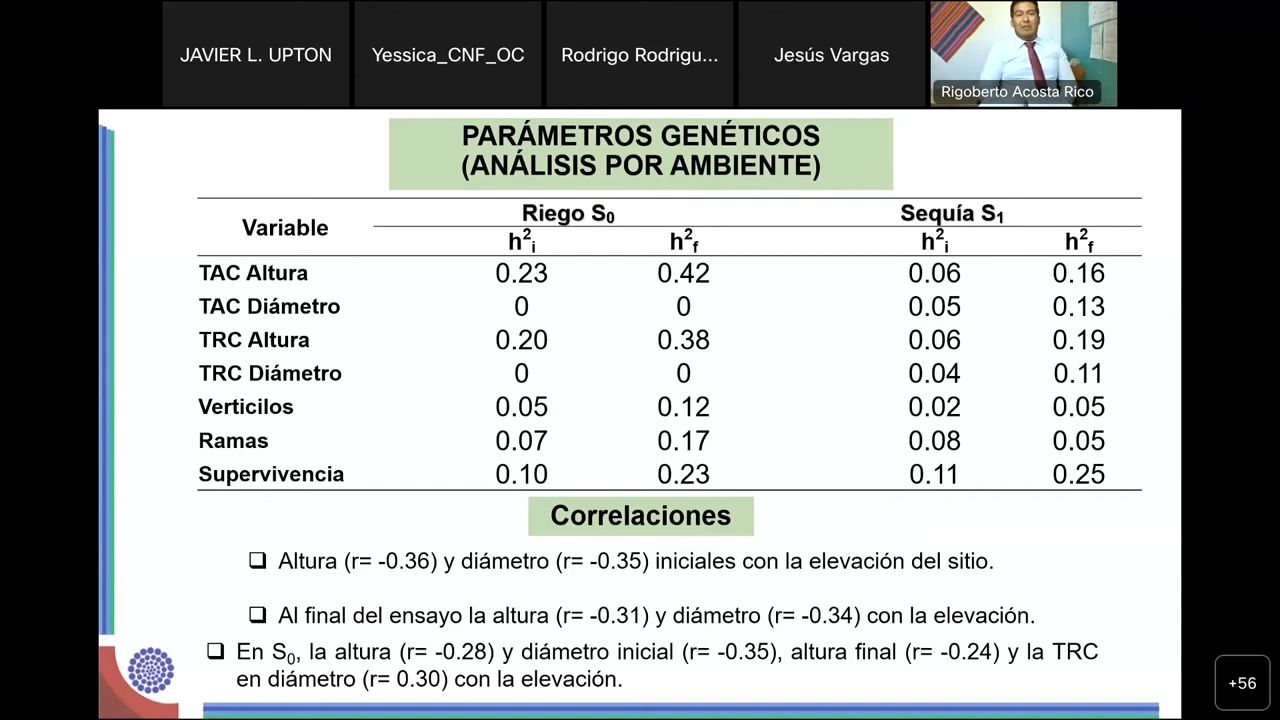 JAVIER L. UPTON
Yessica_CNF_OC
Rodrigo Rodrigu...
Jesús Vargas
Rigoberto Acosta Rico
PARÁMETROS GENÉTICOS
(ANÁLISIS POR AMBIENTE)
Variable Riego S₀ Sequía S₁
h²ᵢ h²f h²ᵢ h²f
TAC Altura 0.23 0.42 0.06 0.16
TAC Diámetro 0 0 0.05 0.13
TRC Altura 0.20 0.38 0.06 0.19
TRC Diámetro 0 0 0.04 0.11
Verticilos 0.05 0.12 0.02 0.05
Ramas 0.07 0.17 0.08 0.05
Supervivencia 0.10 0.23 0.11 0.25
Correlaciones
❑ Altura (r= -0.36) y diámetro (r= -0.35) iniciales con la elevación del sitio.
❑ Al final del ensayo la altura (r= -0.31) y diámetro (r= -0.34) con la elevación.
❑ En S₀, la altura (r= -0.28) y diámetro inicial (r= -0.35), altura final (r= -0.24) y la TRC
en diámetro (r= 0.30) con la elevación.
+56